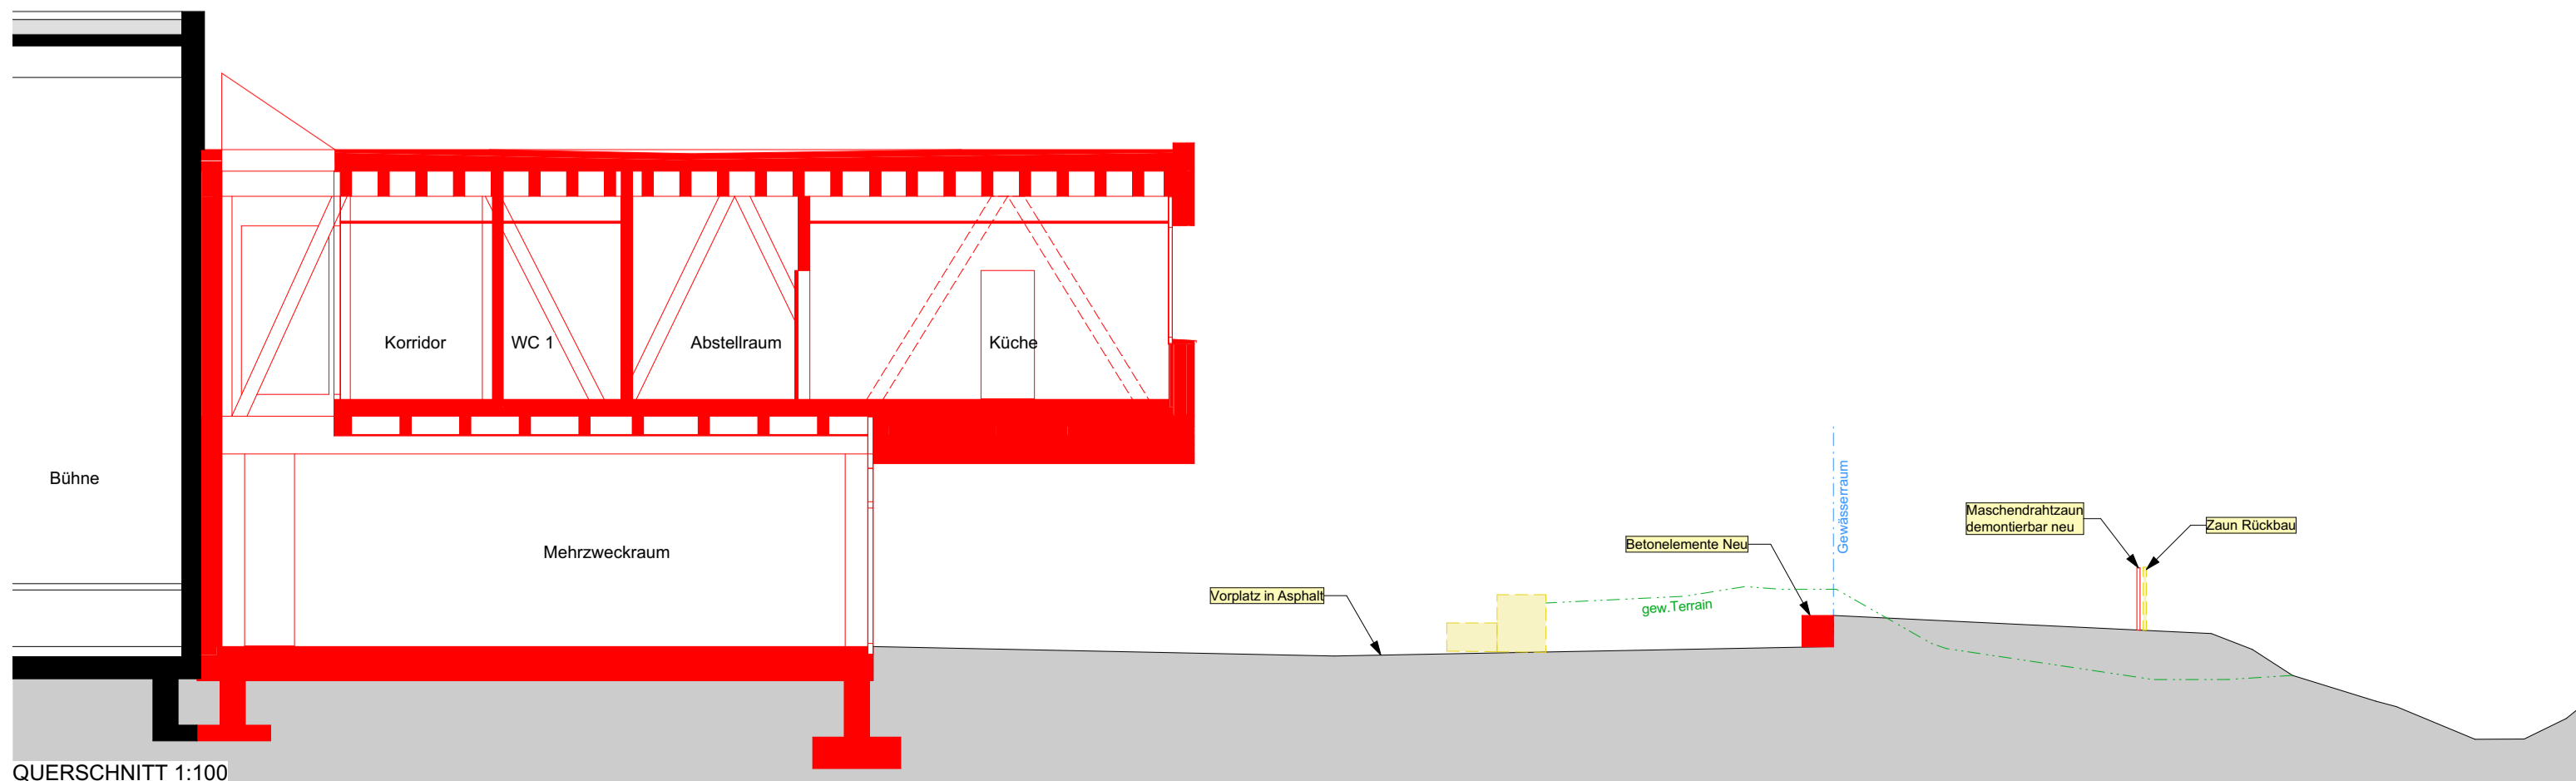 Korridor
WC 1
Abstellraum
Küche
Bühne
Mehrzweckraum
Gewässerraum
Maschendrahtzaun
demontierbar neu
Zaun Rückbau
Betonelemente Neu
Vorplatz in Asphalt
gew.Terrain
QUERSCHNITT 1:100